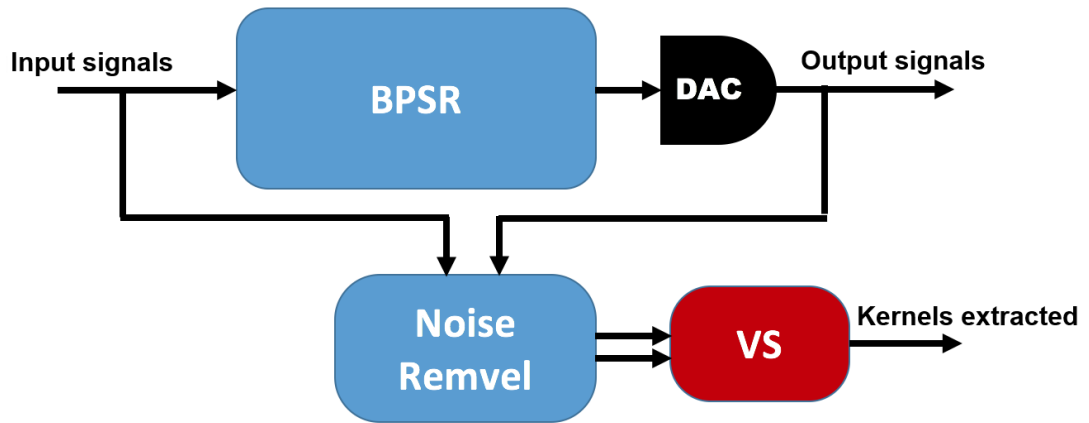 Input signals
BPSR
DAC
Output signals
Noise
Remvel
VS
Kernels extracted